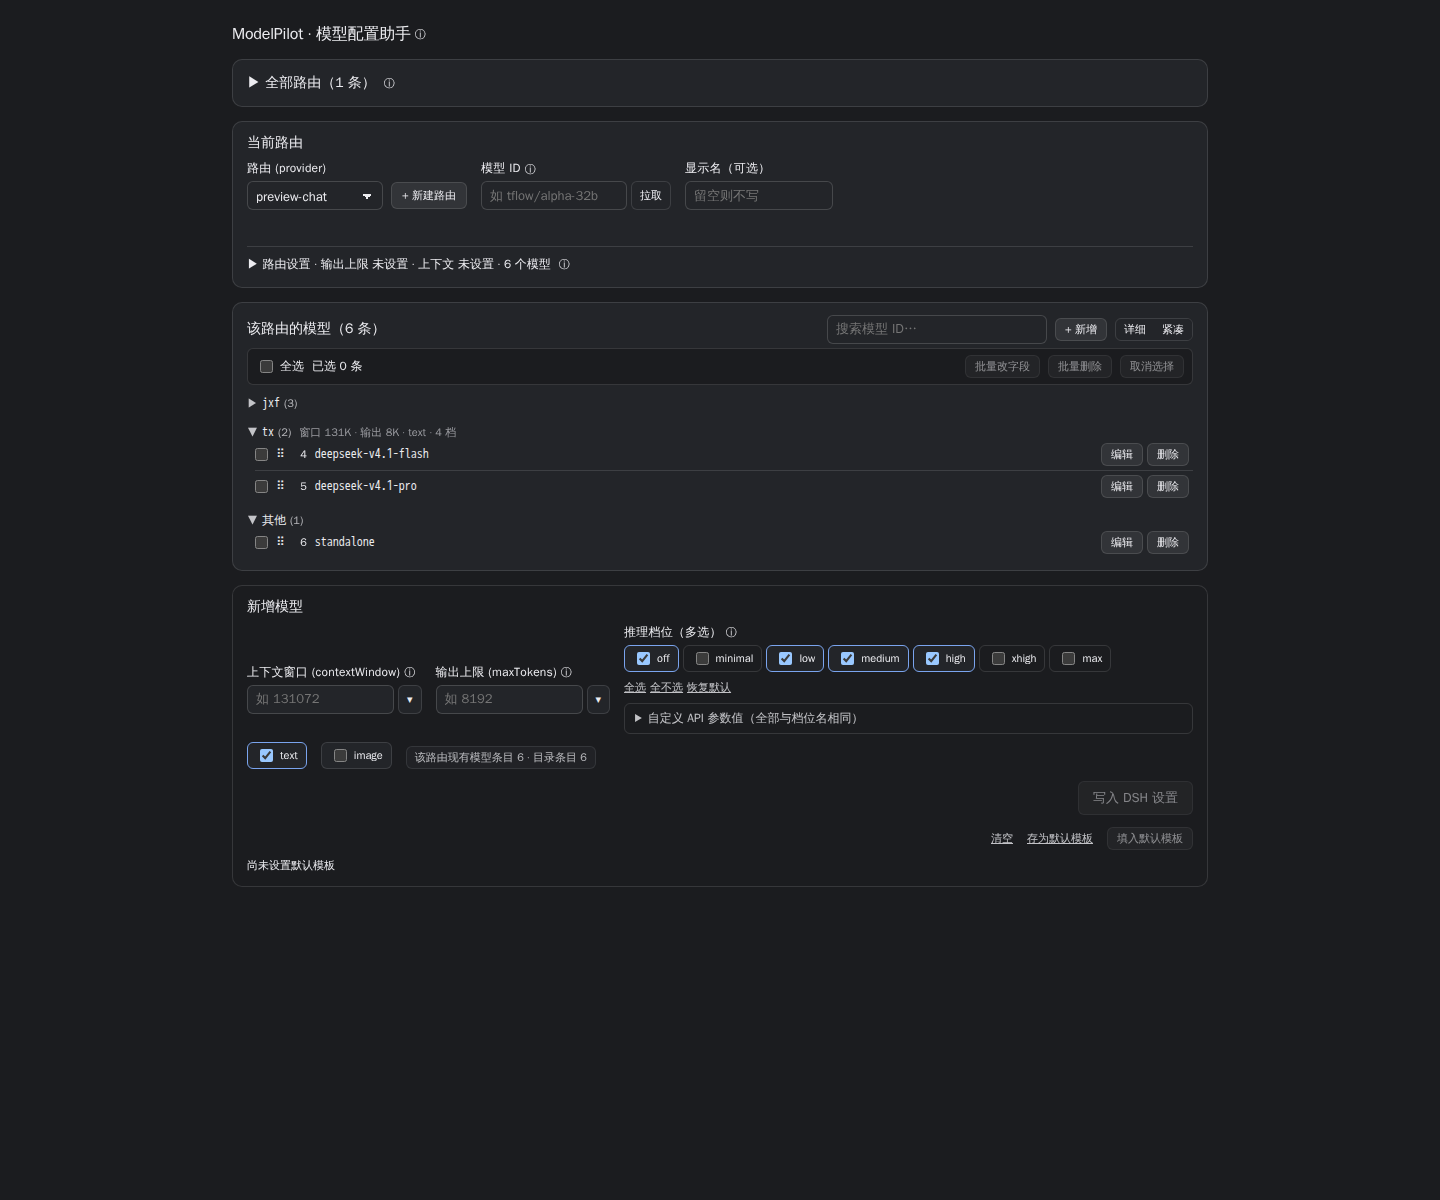 ModelPilot · 模型配置助手 ⓘ
▶ 全部路由（1 条） ⓘ
当前路由
路由 (provider) 模型 ID ⓘ 显示名（可选）
preview-chat + 新建路由 如 tflow/alpha-32b 拉取 留空则不写
▶ 路由设置 · 输出上限 未设置 · 上下文 未设置 · 6 个模型 ⓘ
该路由的模型（6 条） 搜索模型 ID… + 新增 详细 紧凑
全选 已选 0 条 批量改字段 批量删除 取消选择
▶ jxf (3)
▼ tx (2) 窗口 131K · 输出 8K · text · 4 档
4 deepseek-v4.1-flash 编辑 删除
5 deepseek-v4.1-pro 编辑 删除
▼ 其他 (1)
6 standalone 编辑 删除
新增模型
推理档位（多选） ⓘ
off minimal low medium high xhigh max
上下文窗口 (contextWindow) ⓘ 输出上限 (maxTokens) ⓘ
全选 全不选 恢复默认
如 131072 ▾ 如 8192 ▾
▶ 自定义 API 参数值（全部与档位名相同）
text image 该路由现有模型条目 6 · 目录条目 6
写入 DSH 设置
清空 存为默认模板 填入默认模板
尚未设置默认模板